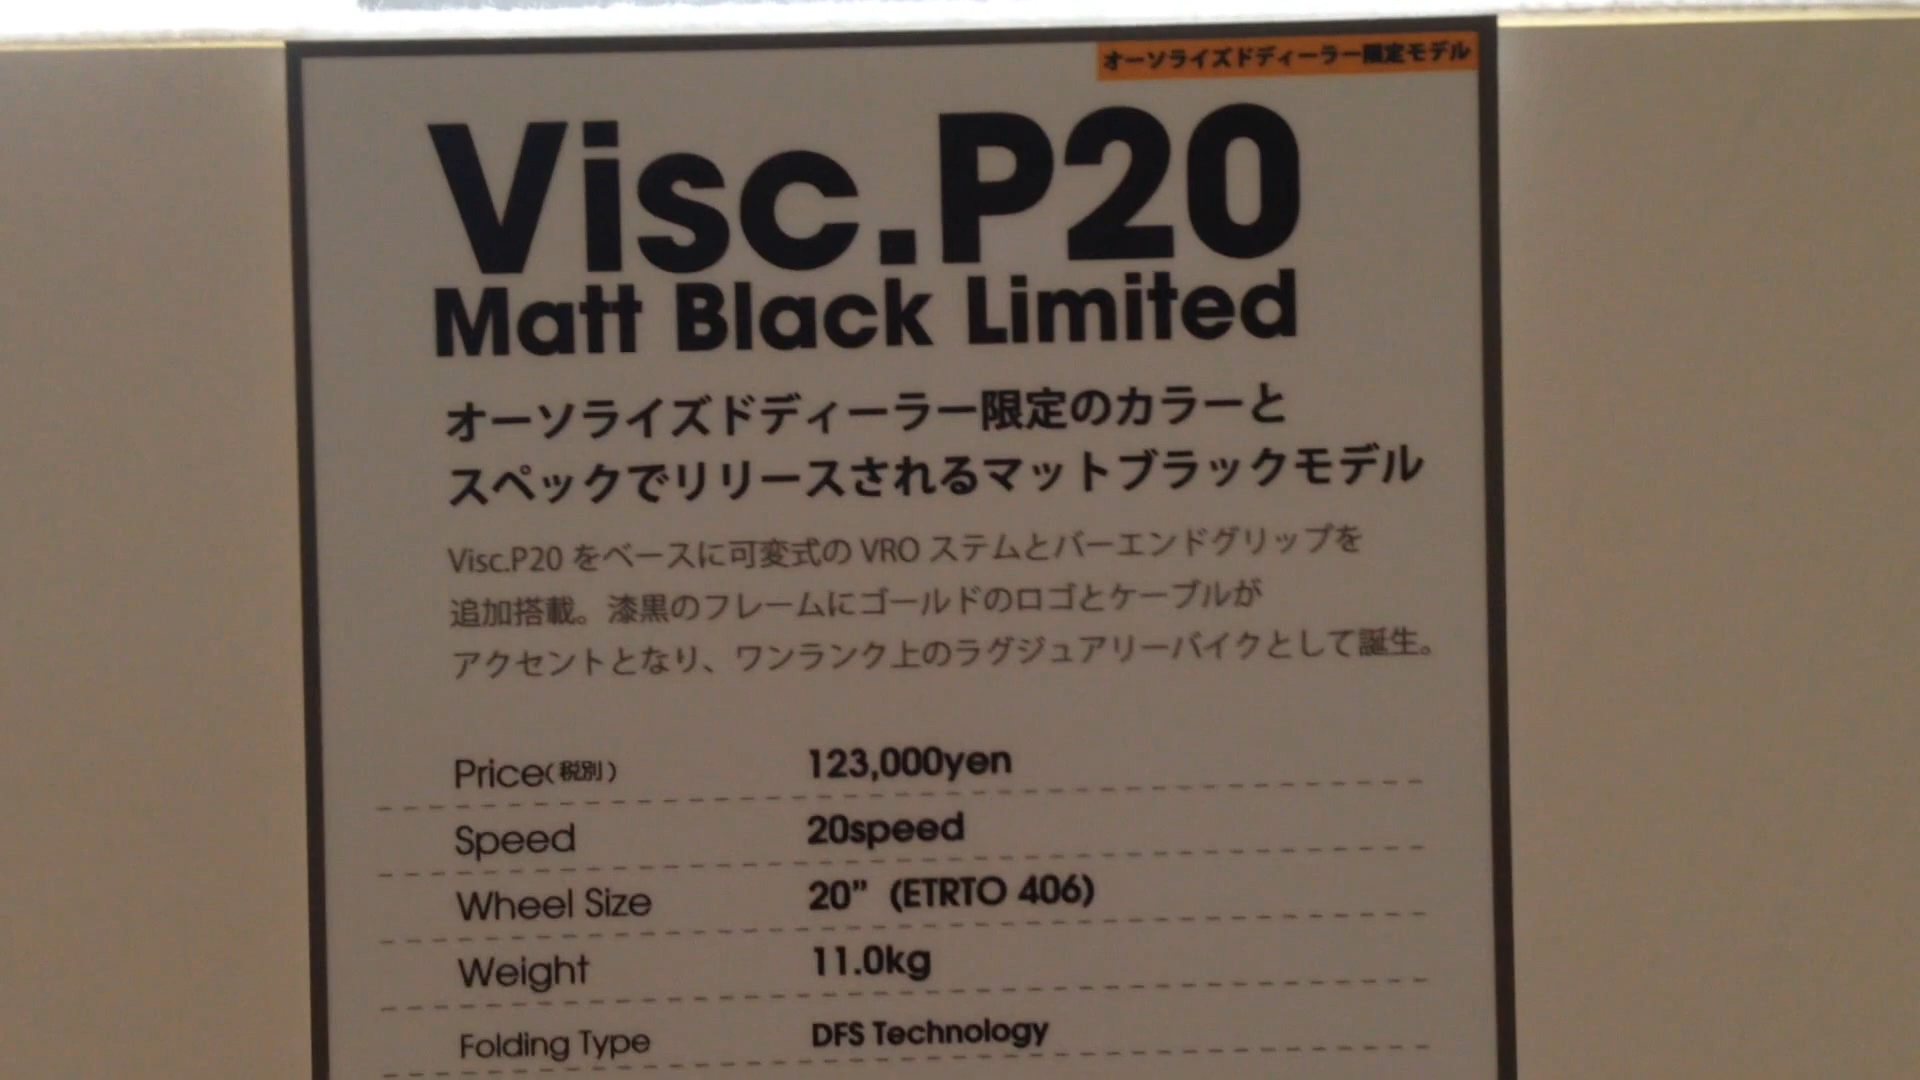 オーソライズドディーラー限定モデル
Visc.P20
Matt Black Limited
オーソライズドディーラー限定のカラーと
スペックでリリースされるマットブラックモデル
Visc.P20 をベースに可変式の VRO ステムとバーエンドグリップを
追加搭載。漆黒のフレームにゴールドのロゴとケーブルが
アクセントとなり、ワンランク上のラグジュアリーバイクとして誕生。
Price(税別) 123,000yen
Speed 20speed
Wheel Size 20” (ETRTO 406)
Weight 11.0kg
Folding Type DFS Technology